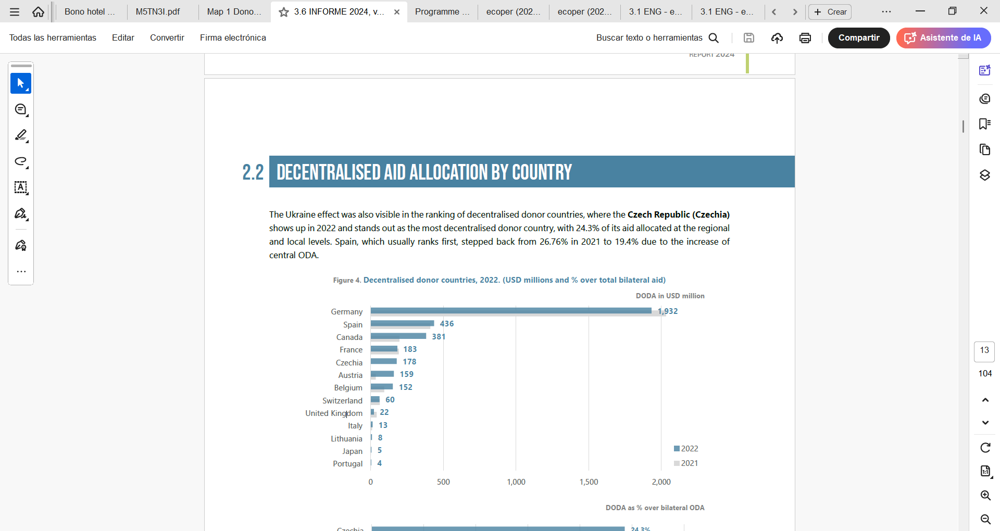 Bono hotel ...
M5TN3I.pdf
Map 1 Dono...
3.6 INFORME 2024, v...
Programme ...
ecoper (202...
ecoper (202...
3.1 ENG - e...
3.1 ENG - e...
Crear
Todas las herramientas
Editar
Convertir
Firma electrónica
Buscar texto o herramientas
Compartir
Asistente de IA
REPORT 2024
2.2 DECENTRALISED AID ALLOCATION BY COUNTRY
The Ukraine effect was also visible in the ranking of decentralised donor countries, where the Czech Republic (Czechia)
shows up in 2022 and stands out as the most decentralised donor country, with 24.3% of its aid allocated at the regional
and local levels. Spain, which usually ranks first, stepped back from 26.76% in 2021 to 19.4% due to the increase of
central ODA.
Figure 4. Decentralised donor countries, 2022. (USD millions and % over total bilateral aid)
DODA in USD million
Germany 1,932
Spain 436
Canada 381
France 183
Czechia 178
Austria 159
Belgium 152
Switzerland 60
United Kingdom 22
Italy 13
Lithuania 8
Japan 5
Portugal 4
2022
2021
0 500 1,000 1,500 2,000
DODA as % over bilateral ODA
Czechia 24.3%
13
104
1:1